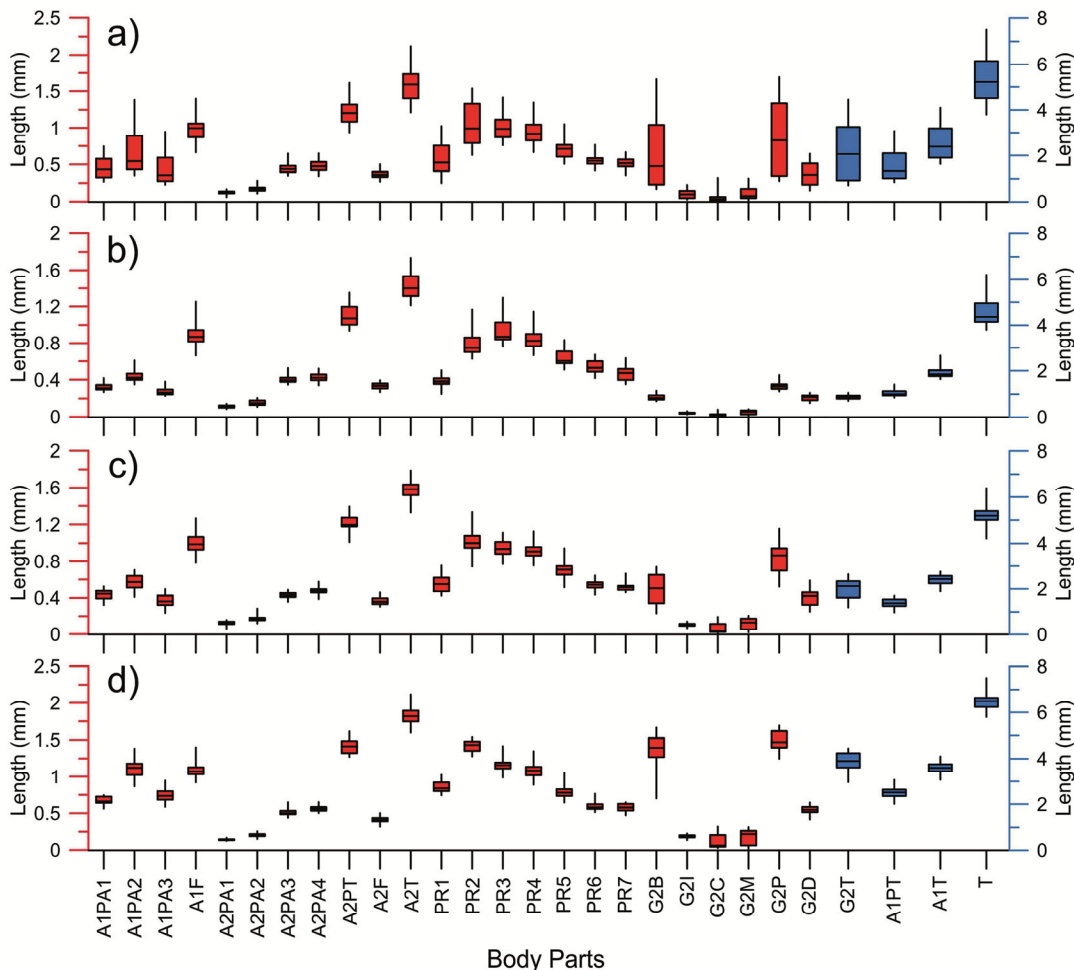 a)
Length (mm)
2.5
2
1.5
1
0.5
0
8
6
4
2
0
Length (mm)
b)
Length (mm)
2
1.6
1.2
0.8
0.4
0
8
6
4
2
0
Length (mm)
c)
Length (mm)
2
1.6
1.2
0.8
0.4
0
8
6
4
2
0
Length (mm)
d)
Length (mm)
2.5
2
1.5
1
0.5
0
8
6
4
2
0
Length (mm)
A1PA1
A1PA2
A1PA3
A1F
A2PA1
A2PA2
A2PA3
A2PA4
A2PT
A2F
A2T
PR1
PR2
PR3
PR4
PR5
PR6
PR7
G2B
G2I
G2C
G2M
G2P
G2D
G2T
A1PT
A1T
T
Body Parts